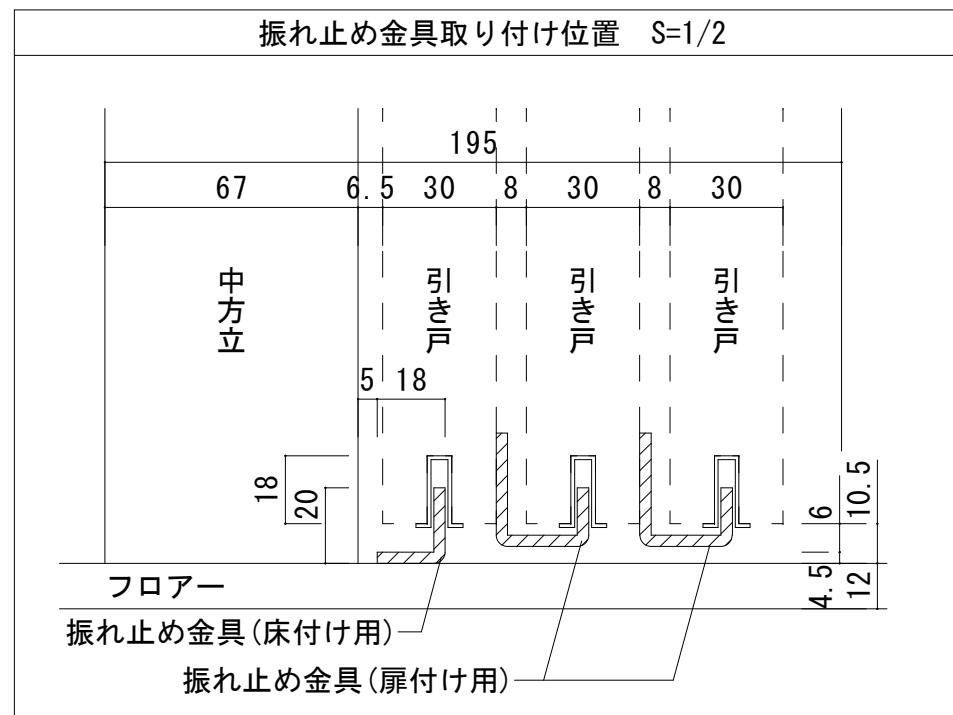 振れ止め金具取り付け位置　S=1/2
195
67 6.5 30 8 30 8 30
中方立
引き戸
引き戸
引き戸
5 18
18
20
6
10.5
4.5
12
フロアー
振れ止め金具(床付け用)
振れ止め金具(扉付け用)